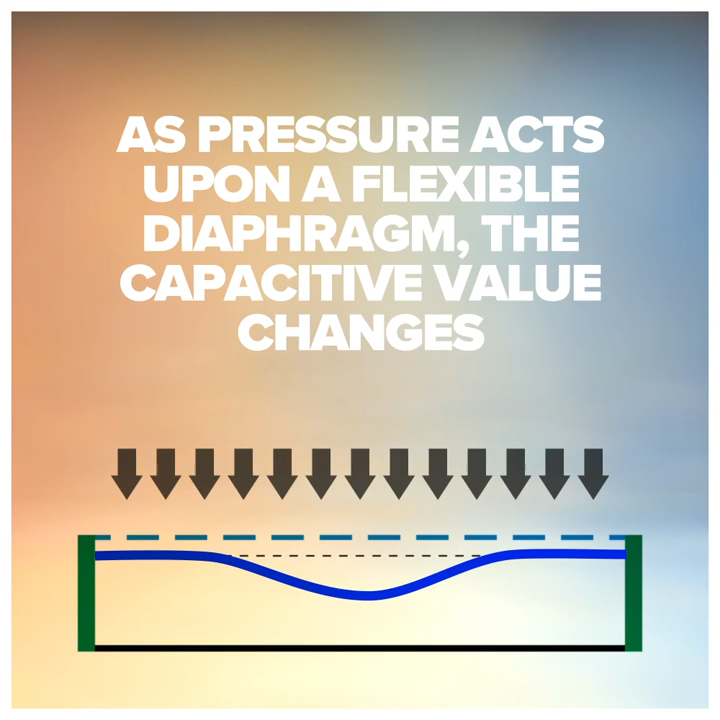 AS PRESSURE ACTS
UPON A FLEXIBLE
DIAPHRAGM, THE
CAPACITIVE VALUE
CHANGES